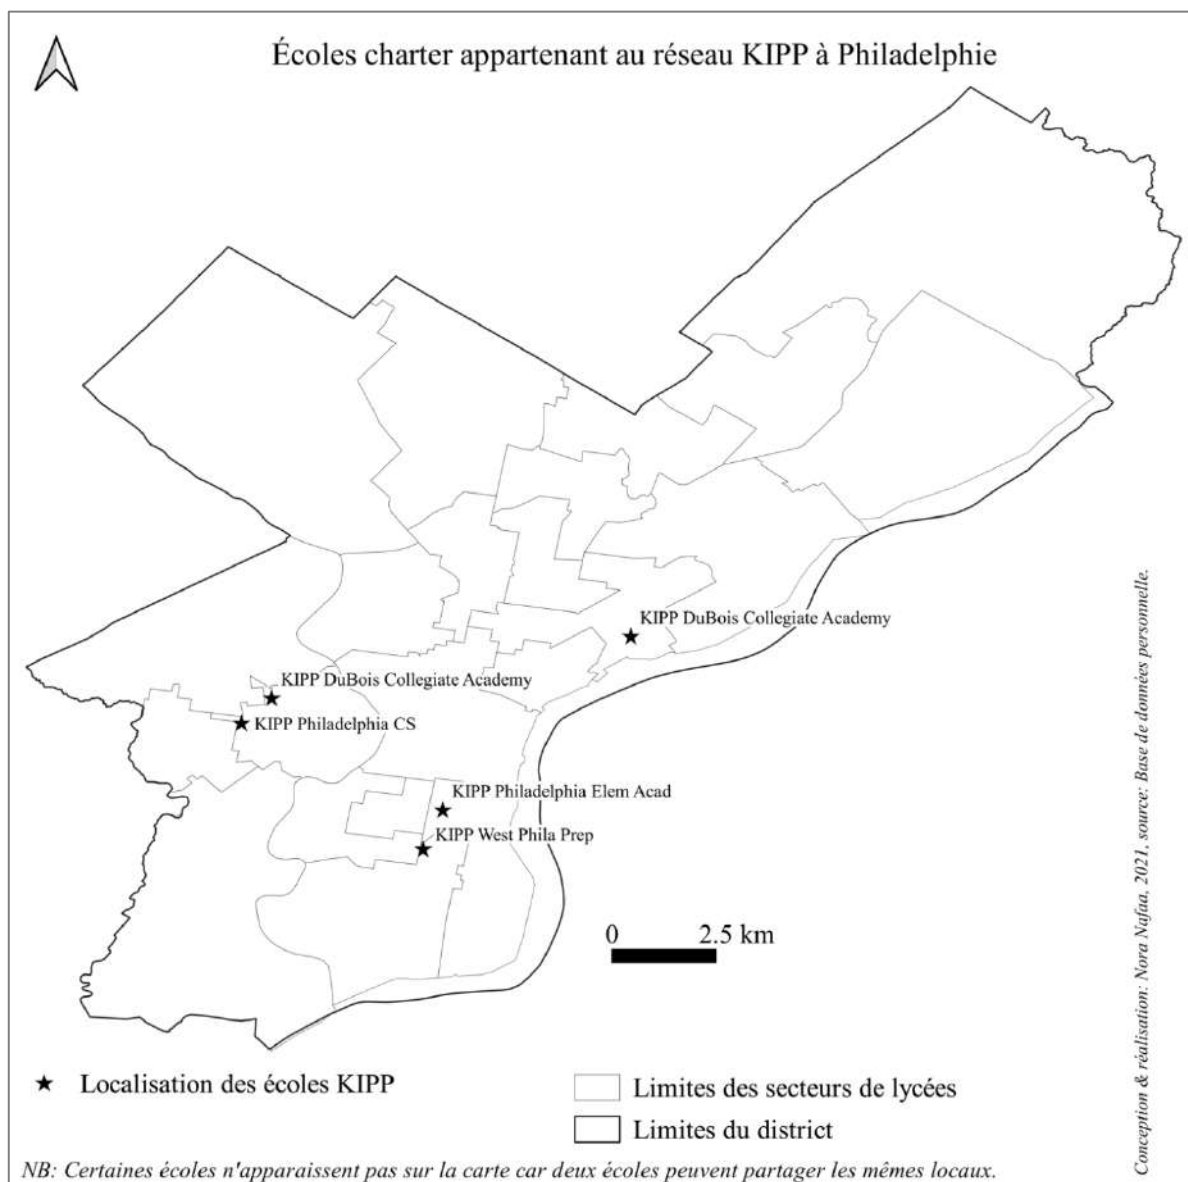 Écoles charter appartenant au réseau KIPP à Philadelphie
KIPP DuBois Collegiate Academy
KIPP DuBois Collegiate Academy
KIPP Philadelphia CS
KIPP Philadelphia Elem Acad
KIPP West Phila Prep
0 2.5 km
Conception & réalisation: Nora Nafaa, 2021, source: Base de données personnelle.
Localisation des écoles KIPP
Limites des secteurs de lycées
Limites du district
NB: Certaines écoles n'apparaissent pas sur la carte car deux écoles peuvent partager les mêmes locaux.